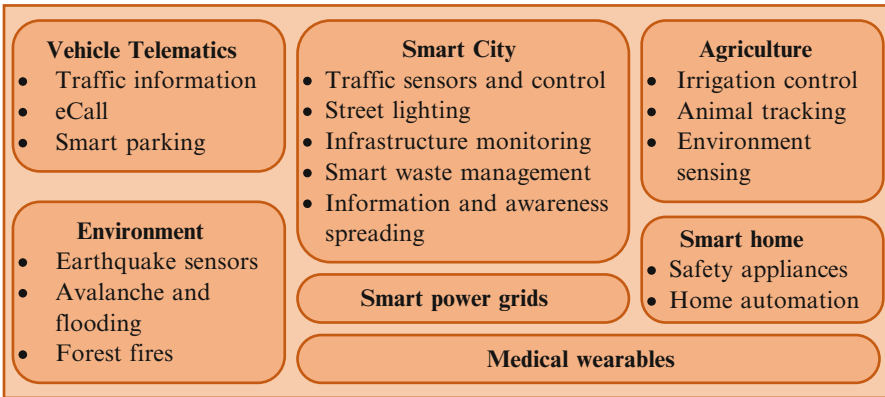 Vehicle Telematics
• Traffic information
• eCall
• Smart parking
Environment
• Earthquake sensors
• Avalanche and
flooding
• Forest fires
Smart City
• Traffic sensors and control
• Street lighting
• Infrastructure monitoring
• Smart waste management
• Information and awareness
spreading
Smart power grids
Medical wearables
Agriculture
• Irrigation control
• Animal tracking
• Environment
sensing
Smart home
• Safety appliances
• Home automation